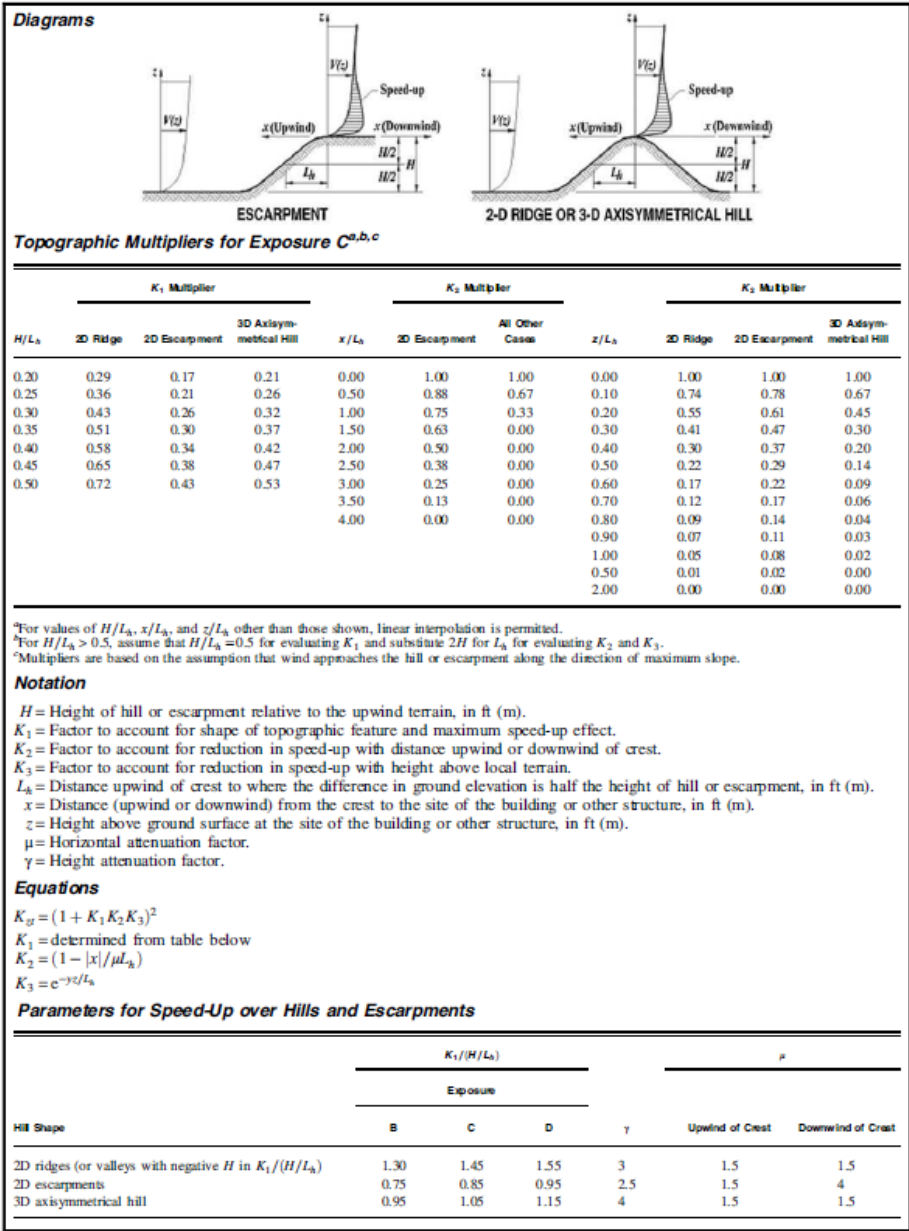 Diagrams
z
V(z)
z
V(z)
Speed-up
x(Upwind)
x(Downwind)
H/2
H
H/2
Lh
ESCARPMENT
z
V(z)
z
V(z)
Speed-up
x(Upwind)
x(Downwind)
H/2
H
H/2
Lh
2-D RIDGE OR 3-D AXISYMMETRICAL HILL
Topographic Multipliers for Exposure C^a,b,c
K₁ Multiplier K₂ Multiplier K₂ Multiplier
H/Lh 2D Ridge 2D Escarpment 3D Axisym-metrical Hill x/Lh 2D Escarpment All Other Cases z/Lh 2D Ridge 2D Escarpment 3D Axisym-metrical Hill
0.20 0.29 0.17 0.21 0.00 1.00 1.00 0.00 1.00 1.00 1.00
0.25 0.36 0.21 0.26 0.50 0.88 0.67 0.10 0.74 0.78 0.67
0.30 0.43 0.26 0.32 1.00 0.75 0.33 0.20 0.55 0.61 0.45
0.35 0.51 0.30 0.37 1.50 0.63 0.00 0.30 0.41 0.47 0.30
0.40 0.58 0.34 0.42 2.00 0.50 0.00 0.40 0.30 0.37 0.20
0.45 0.65 0.38 0.47 2.50 0.38 0.00 0.50 0.22 0.29 0.14
0.50 0.72 0.43 0.53 3.00 0.25 0.00 0.60 0.17 0.22 0.09
3.50 0.13 0.00 0.70 0.12 0.17 0.06
4.00 0.00 0.00 0.80 0.09 0.14 0.04
0.90 0.07 0.11 0.03
1.00 0.05 0.08 0.02
0.50 0.01 0.02 0.00
2.00 0.00 0.00 0.00
^aFor values of H/Lh, x/Lh, and z/Lh other than those shown, linear interpolation is permitted.
^bFor H/Lh > 0.5, assume that H/Lh = 0.5 for evaluating K₁ and substitute 2H for Lh for evaluating K₂ and K₃.
^cMultipliers are based on the assumption that wind approaches the hill or escarpment along the direction of maximum slope.
Notation
H = Height of hill or escarpment relative to the upwind terrain, in ft (m).
K₁ = Factor to account for shape of topographic feature and maximum speed-up effect.
K₂ = Factor to account for reduction in speed-up with distance upwind or downwind of crest.
K₃ = Factor to account for reduction in speed-up with height above local terrain.
Lh = Distance upwind of crest to where the difference in ground elevation is half the height of hill or escarpment, in ft (m).
x = Distance (upwind or downwind) from the crest to the site of the building or other structure, in ft (m).
z = Height above ground surface at the site of the building or other structure, in ft (m).
μ = Horizontal attenuation factor.
γ = Height attenuation factor.
Equations
Kzt = (1 + K₁K₂K₃)²
K₁ = determined from table below
K₂ = (1 − |x|/μLh)
K₃ = e^−γz/Lh
Parameters for Speed-Up over Hills and Escarpments
K₁/(H/Lh) μ
Exposure
Hill Shape B C D γ Upwind of Crest Downwind of Crest
2D ridges (or valleys with negative H in K₁/(H/Lh) 1.30 1.45 1.55 3 1.5 1.5
2D escarpments 0.75 0.85 0.95 2.5 1.5 4
3D axisymmetrical hill 0.95 1.05 1.15 4 1.5 1.5